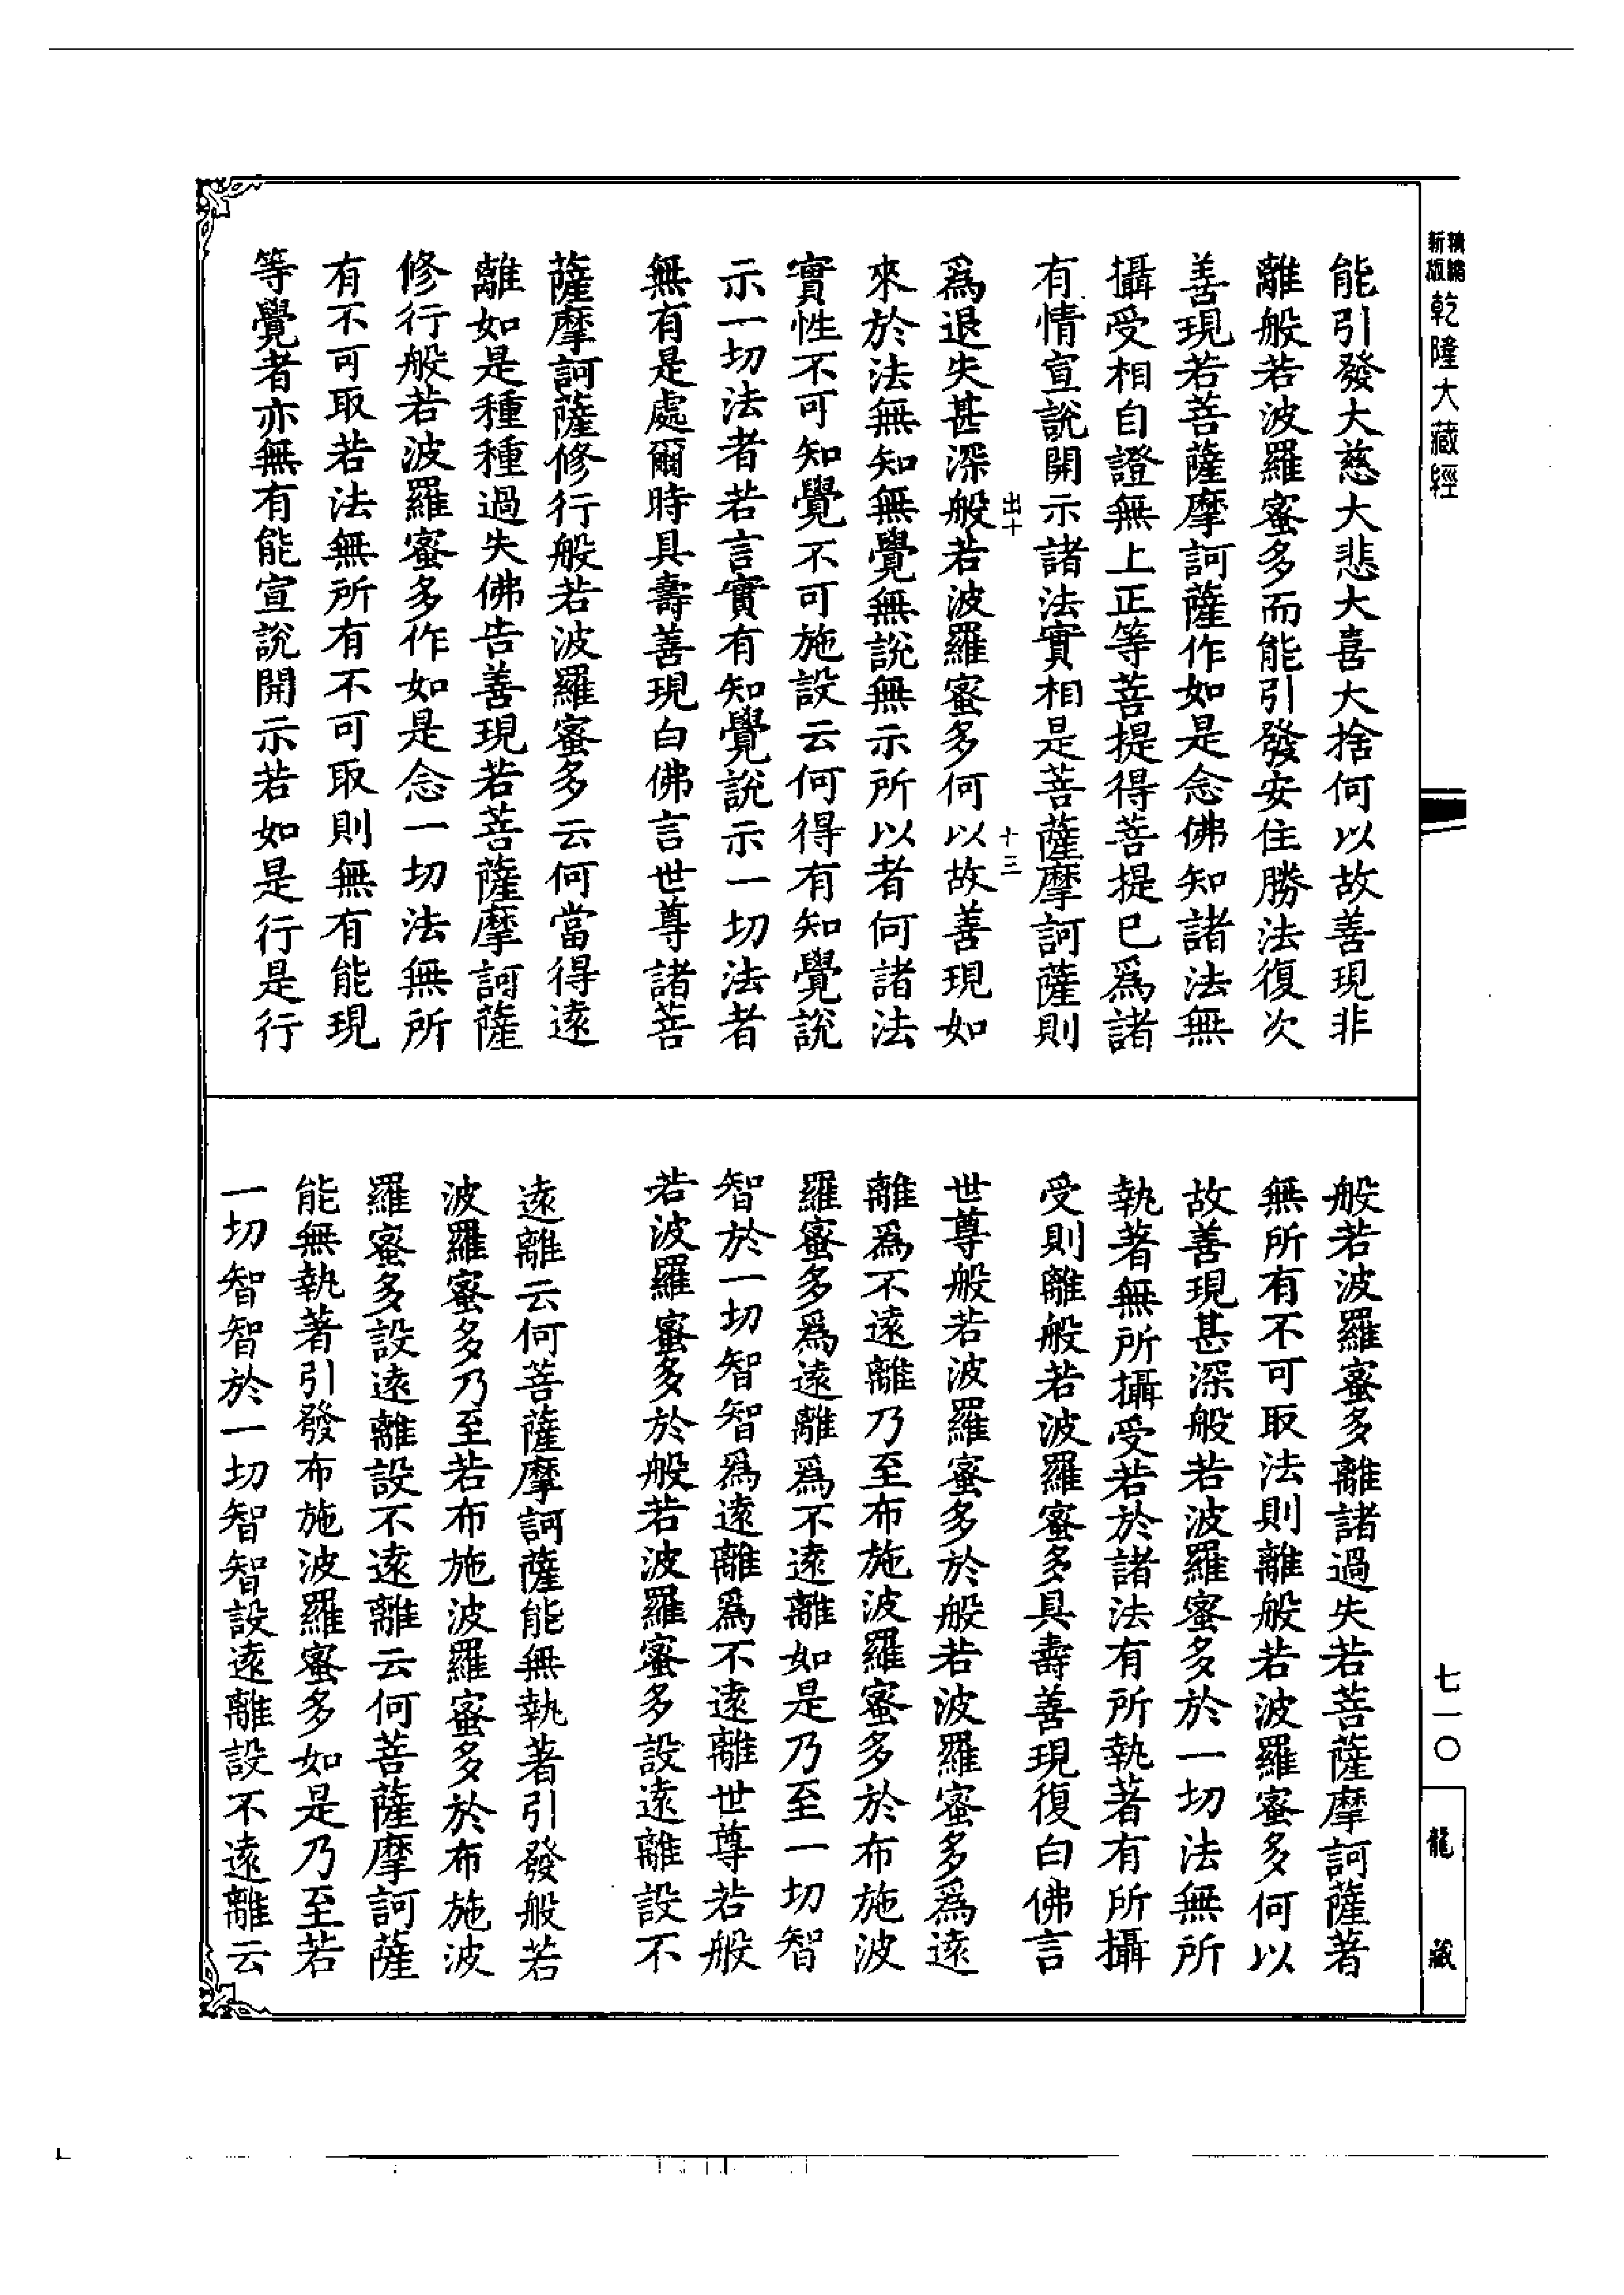 精編
新版
乾隆大藏經
能引發大慈大悲大喜大捨何以故善現非
離般若波羅蜜多而能引發安住勝法復次
善現若菩薩摩訶薩作如是念佛知諸法無
攝受相自證無上正等菩提得菩提已爲諸
有情宣說開示諸法實相是菩薩摩訶薩則
出十
十三
爲退失甚深般若波羅蜜多何以故善現如
來於法無知無覺無說無示所以者何諸法
實性不可知覺不可施設云何得有知覺說
示一切法者若言實有知覺說示一切法者
無有是處爾時具壽善現白佛言世尊諸菩
薩摩訶薩修行般若波羅蜜多云何當得遠
離如是種種過失佛告善現若菩薩摩訶薩
修行般若波羅蜜多作如是念一切法無所
有不可取若法無所有不可取則無有能現
等覺者亦無有能宣說開示若如是行是行
般若波羅蜜多離諸過失若菩薩摩訶薩著
無所有不可取法則離般若波羅蜜多何以
故善現甚深般若波羅蜜多於一切法無所
執著無所攝受若於諸法有所執著有所攝
受則離般若波羅蜜多具壽善現復白佛言
世尊般若波羅蜜多於般若波羅蜜多爲遠
離爲不遠離乃至布施波羅蜜多於布施波
羅蜜多爲遠離爲不遠離如是乃至一切智
智於一切智智爲遠離爲不遠離世尊若般
若波羅蜜多於般若波羅蜜多設遠離設不
遠離云何菩薩摩訶薩能無執著引發般若
波羅蜜多乃至若布施波羅蜜多於布施波
羅蜜多設遠離設不遠離云何菩薩摩訶薩
能無執著引發布施波羅蜜多如是乃至若
一切智智於一切智智設遠離設不遠離云
七一〇
龍藏